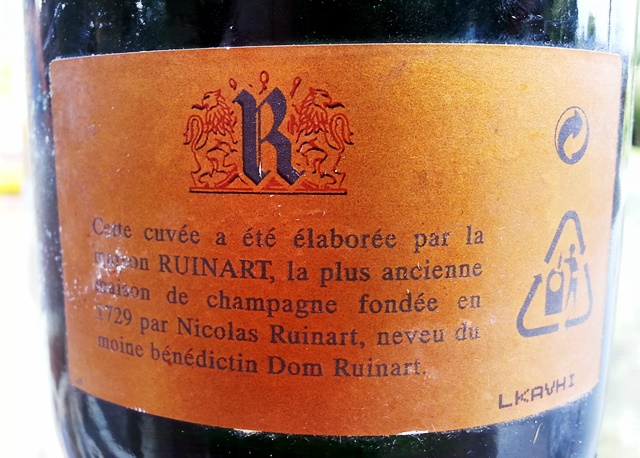 R
Cette cuvée a été élaborée par la
maison RUINART, la plus ancienne
maison de champagne fondée en
1729 par Nicolas Ruinart, neveu du
moine bénédictin Dom Ruinart.
LKAVHI